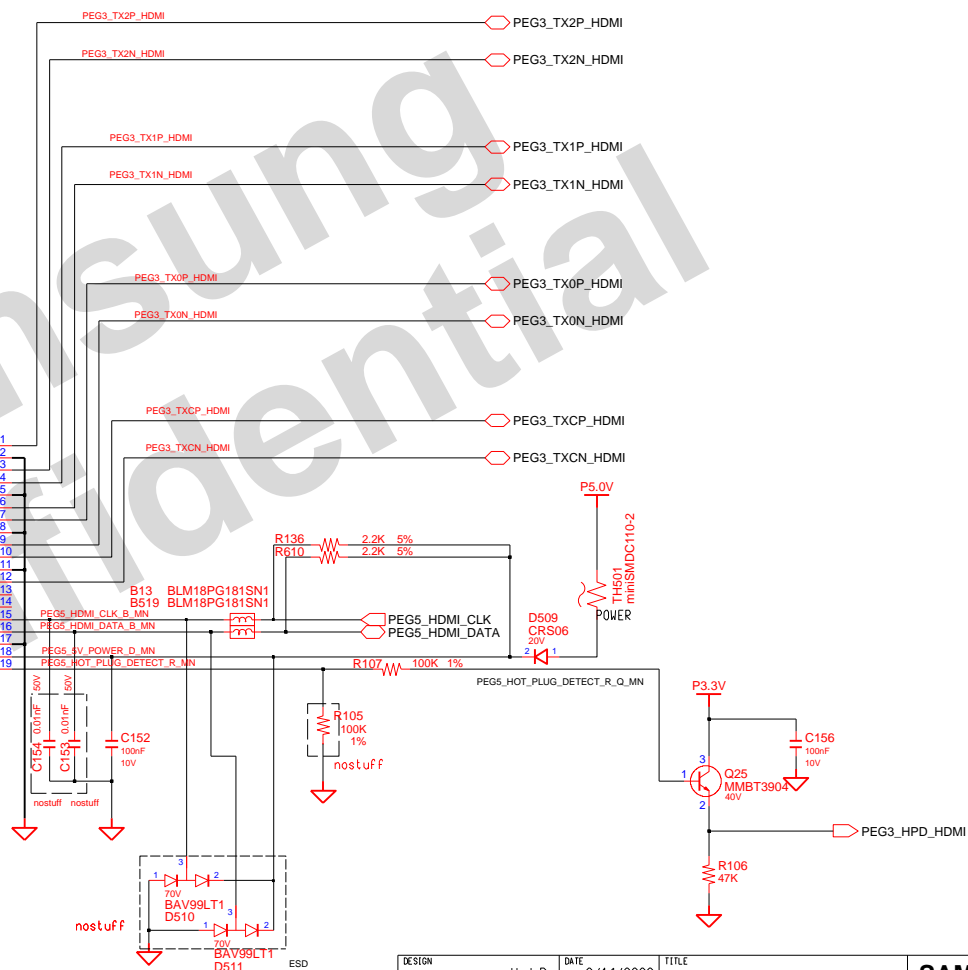 PEG3_TX2P_HDMI
PEG3_TX2P_HDMI
PEG3_TX2N_HDMI
PEG3_TX2N_HDMI
PEG3_TX1P_HDMI
PEG3_TX1P_HDMI
PEG3_TX1N_HDMI
PEG3_TX1N_HDMI
PEG3_TX0P_HDMI
PEG3_TX0P_HDMI
PEG3_TX0N_HDMI
PEG3_TX0N_HDMI
PEG3_TXCP_HDMI
PEG3_TXCP_HDMI
PEG3_TXCN_HDMI
PEG3_TXCN_HDMI
nsung
fidential
1
2
3
4
5
6
7
8
9
10
11
12
13
14
15
16
17
18
19
P5.0V
TH501
miniSMDC110-2
POWER
R136 2.2K 5%
R610 2.2K 5%
B13 BLM18PG181SN1
B519 BLM18PG181SN1
PEG5_HDMI_CLK_B_MN
PEG5_HDMI_CLK
PEG5_HDMI_DATA_B_MN
PEG5_HDMI_DATA
D509
CRS06
20V
2 1
PEG5_5V_POWER_D_MN
PEG5_HOT_PLUG_DETECT_R_MN
R107 100K 1%
PEG5_HOT_PLUG_DETECT_R_Q_MN
P3.3V
C154 0.01nF 50V
C153 0.01nF 50V
nostuff nostuff
C152
100nF
10V
R105
100K
1%
nostuff
C156
100nF
10V
3
1
2
Q25
MMBT3904
40V
PEG3_HPD_HDMI
R106
47K
3
1 2
70V
BAV99LT1
D510
3
1 2
70V
BAV99LT1
D511
nostuff
ESD
DESIGN
DATE
TITLE